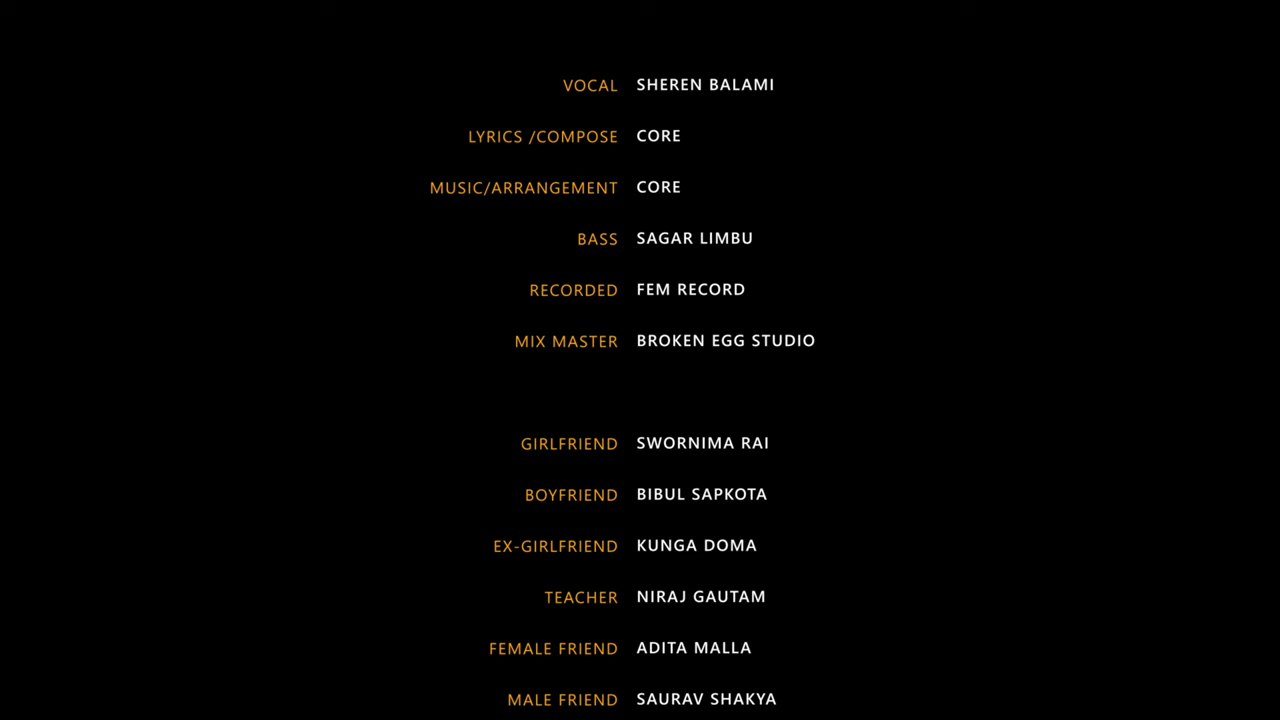 VOCAL SHEREN BALAMI
LYRICS /COMPOSE CORE
MUSIC/ARRANGEMENT CORE
BASS SAGAR LIMBU
RECORDED FEM RECORD
MIX MASTER BROKEN EGG STUDIO
GIRLFRIEND SWORNIMA RAI
BOYFRIEND BIBUL SAPKOTA
EX-GIRLFRIEND KUNGA DOMA
TEACHER NIRAJ GAUTAM
FEMALE FRIEND ADITA MALLA
MALE FRIEND SAURAV SHAKYA